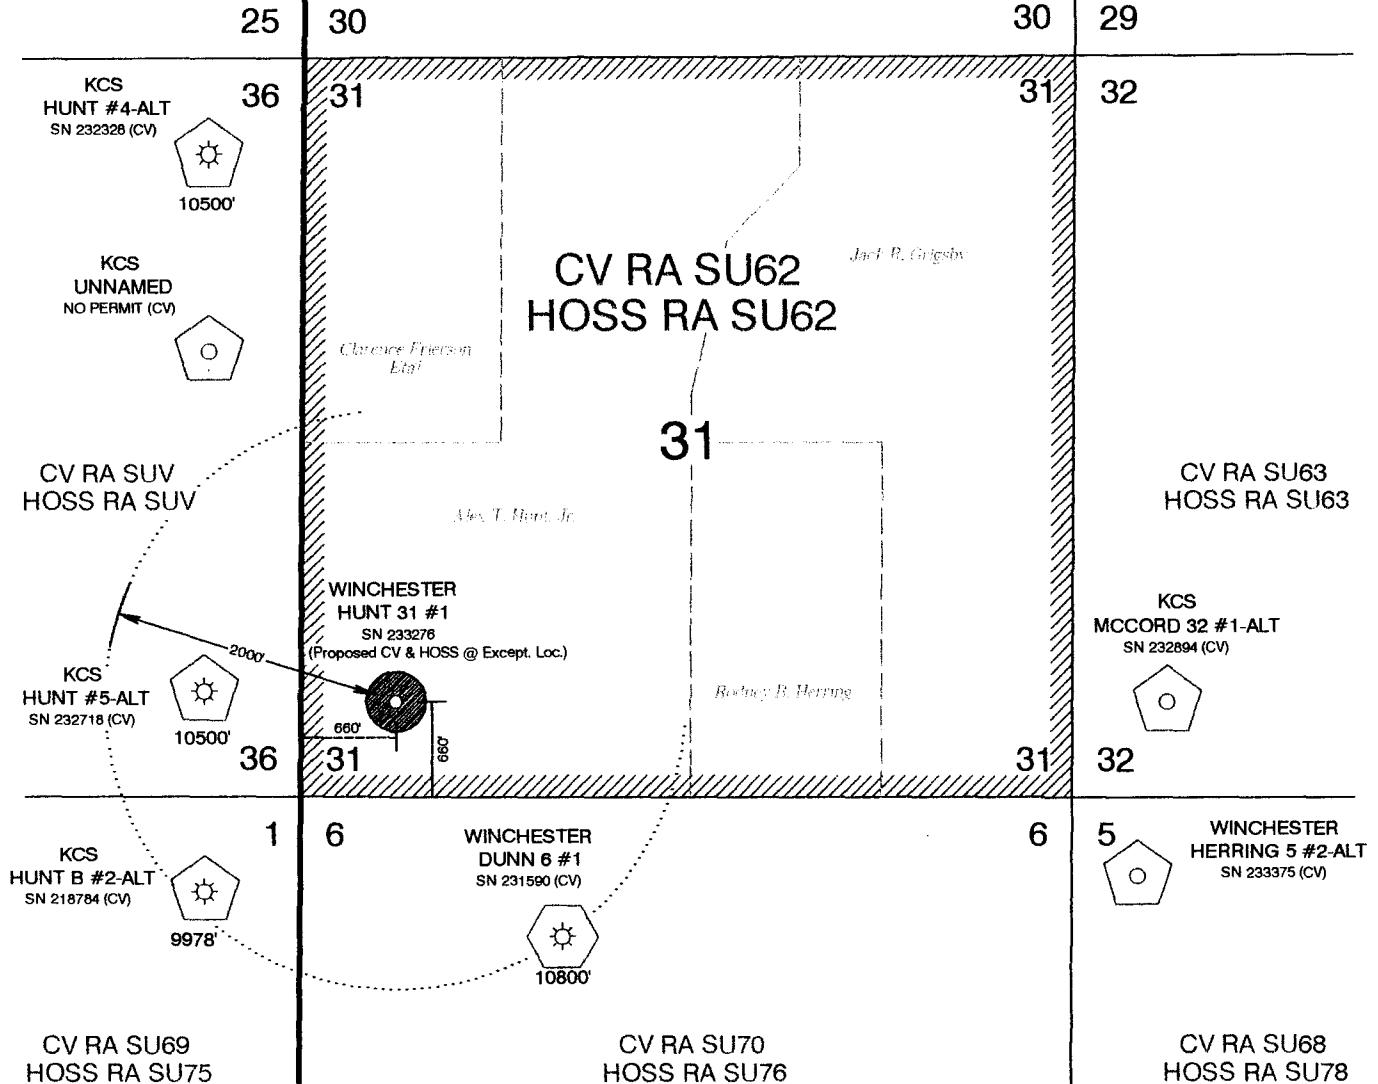 25
30
30
29
KCS
HUNT #4-ALT
SN 232328 (CV)
36
31
31
32
10500'
KCS
UNNAMED
NO PERMIT (CV)
Jack B. Grigsby
CV RA SU62
HOSS RA SU62
Clarence Frierson
Etal
31
CV RA SUV
HOSS RA SUV
CV RA SU63
HOSS RA SU63
Alex T. Hunt, Jr.
WINCHESTER
HUNT 31 #1
SN 233276
(Proposed CV & HOSS @ Except. Loc.)
2000'
KCS
MCCORD 32 #1-ALT
SN 232894 (CV)
KCS
HUNT #5-ALT
SN 232718 (CV)
10500'
Rodney B. Herring
660'
660'
36
31
31
32
1
6
6
5
KCS
HUNT B #2-ALT
SN 218784 (CV)
9978'
WINCHESTER
DUNN 6 #1
SN 231590 (CV)
10800'
WINCHESTER
HERRING 5 #2-ALT
SN 233375 (CV)
CV RA SU69
HOSS RA SU75
CV RA SU70
HOSS RA SU76
CV RA SU68
HOSS RA SU78